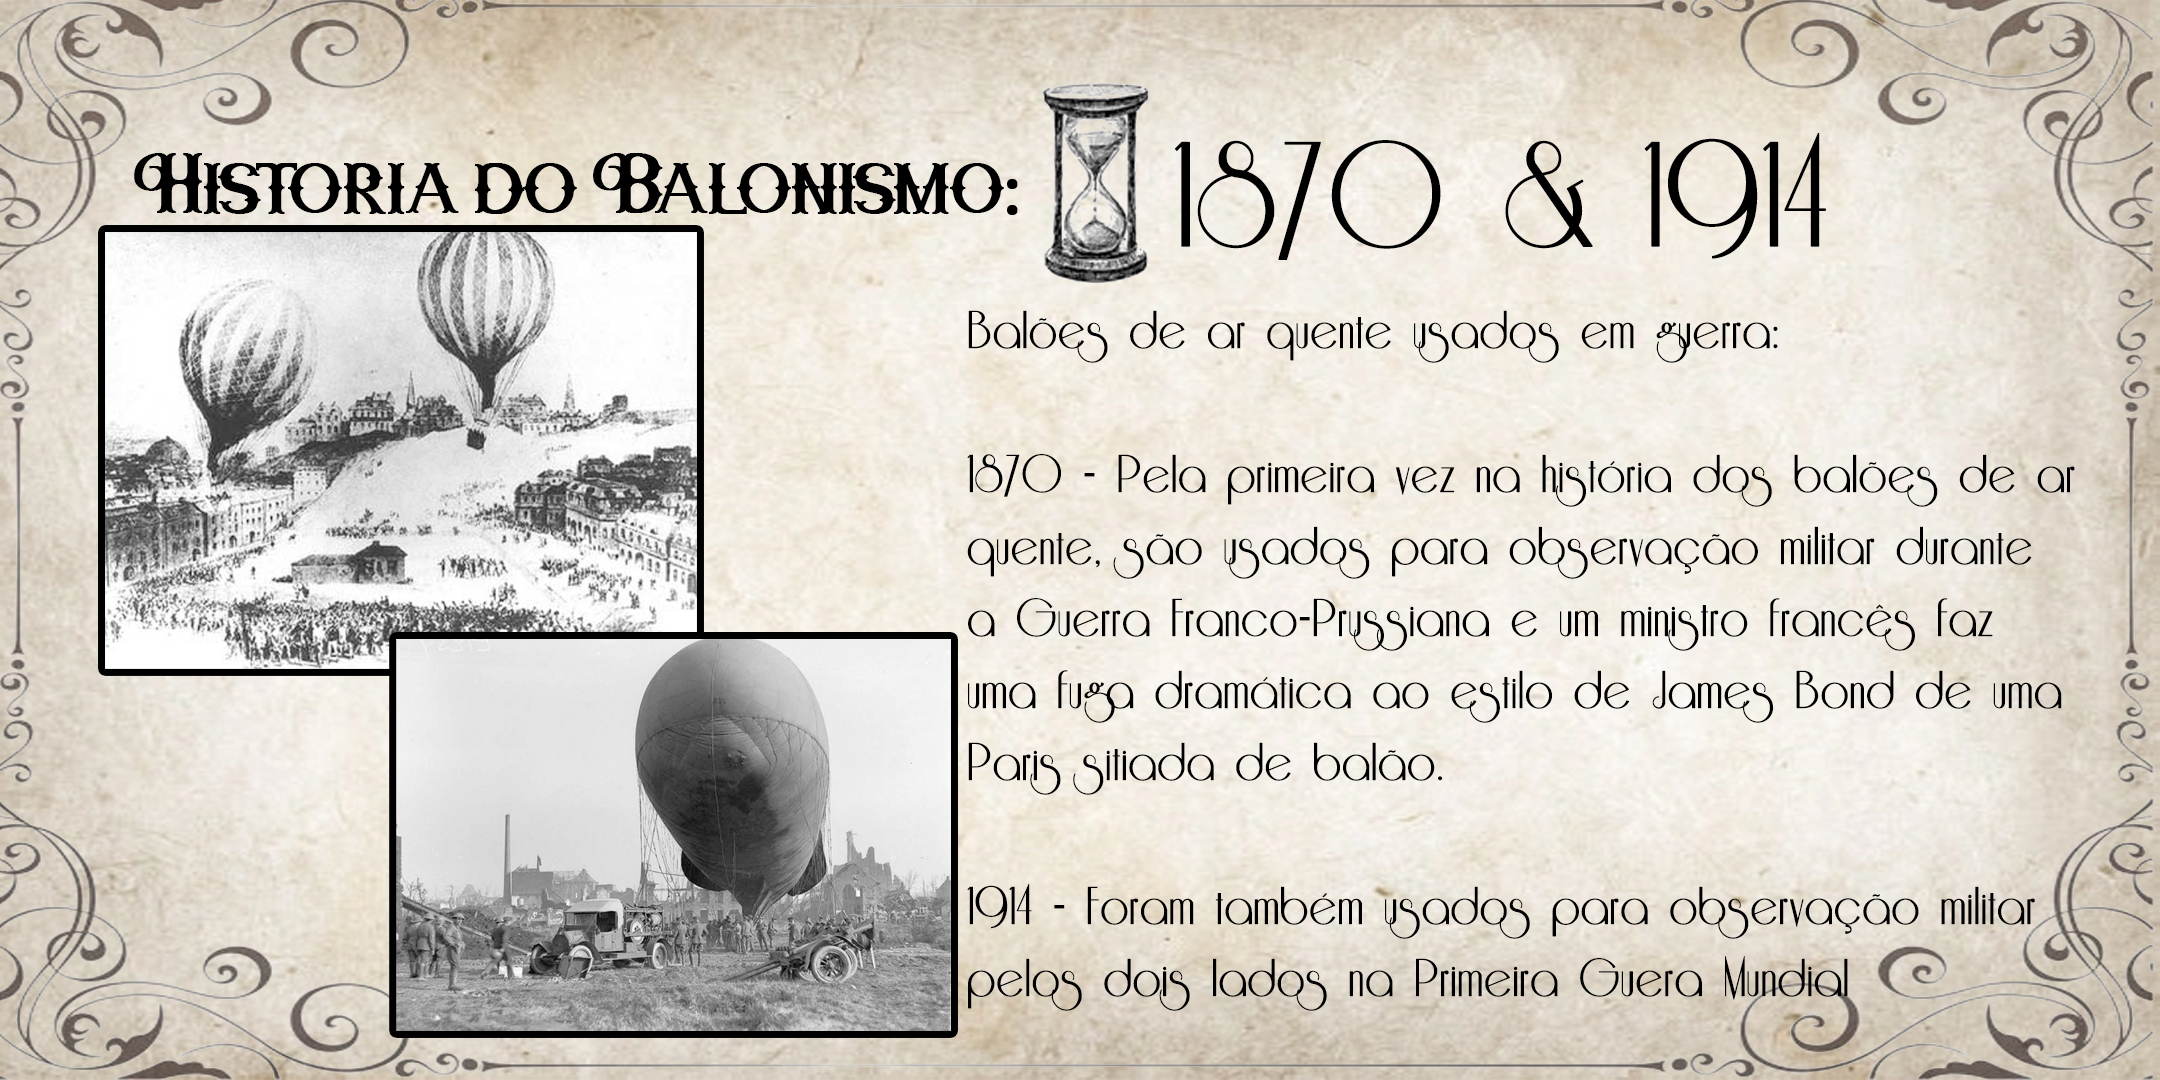 Historia do Balonismo:
1870 & 1914
Balões de ar quente usados em guerra:
1870 - Pela primeira vez na história dos balões de ar
quente, são usados para observação militar durante
a Guerra Franco-Prussiana e um ministro francês faz
uma fuga dramática ao estilo de James Bond de uma
Paris sitiada de balão.
1914 - Foram também usados para observação militar
pelos dois lados na Primeira Guera Mundial